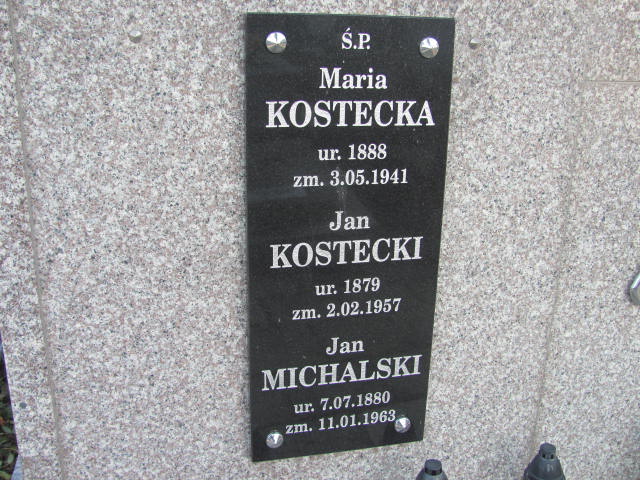 Ś.P.
Maria
KOSTECKA
ur. 1888
zm. 3.05.1941
Jan
KOSTECKI
ur. 1879
zm. 2.02.1957
Jan
MICHALSKI
ur. 7.07.1880
zm. 11.01.1963